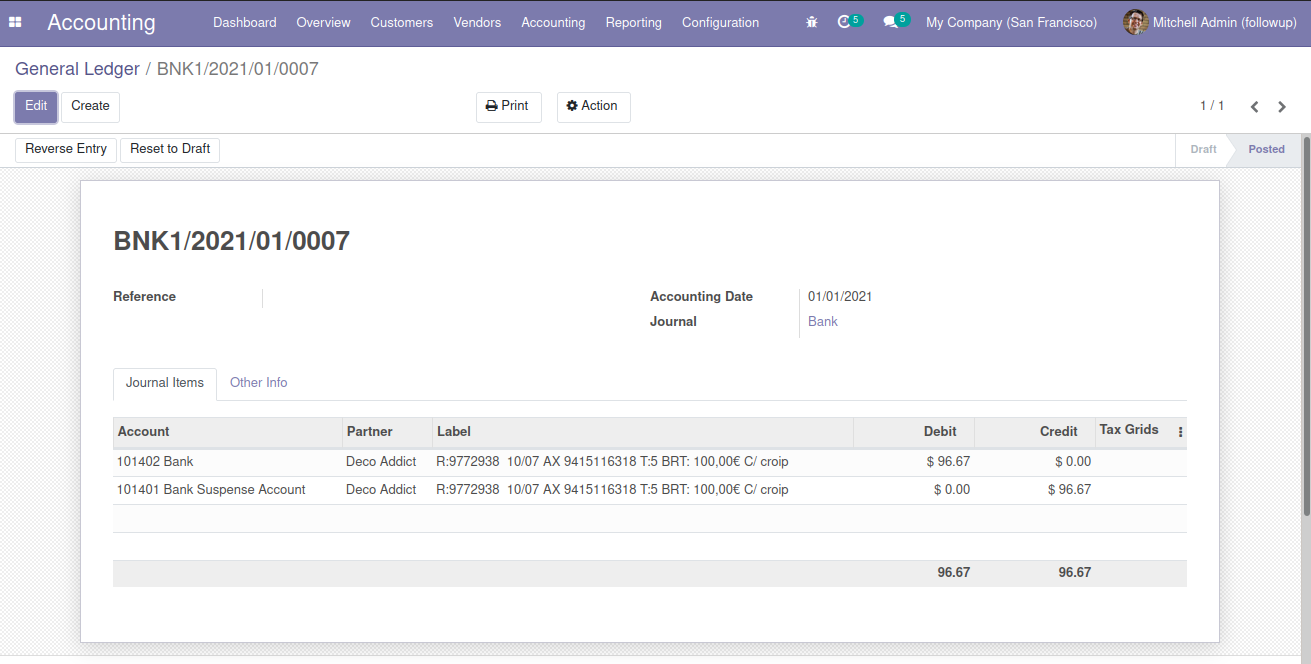 Accounting Dashboard Overview Customers Vendors Accounting Reporting Configuration 5 5 My Company (San Francisco) Mitchell Admin (followup)
General Ledger / BNK1/2021/01/0007
Edit Create Print Action 1 / 1
Reverse Entry Reset to Draft Draft Posted
BNK1/2021/01/0007
Reference Accounting Date 01/01/2021
Journal Bank
Journal Items Other Info
Account Partner Label Debit Credit Tax Grids
101402 Bank Deco Addict R:9772938 10/07 AX 9415116318 T:5 BRT: 100,00€ C/ croip $ 96.67 $ 0.00
101401 Bank Suspense Account Deco Addict R:9772938 10/07 AX 9415116318 T:5 BRT: 100,00€ C/ croip $ 0.00 $ 96.67
96.67 96.67